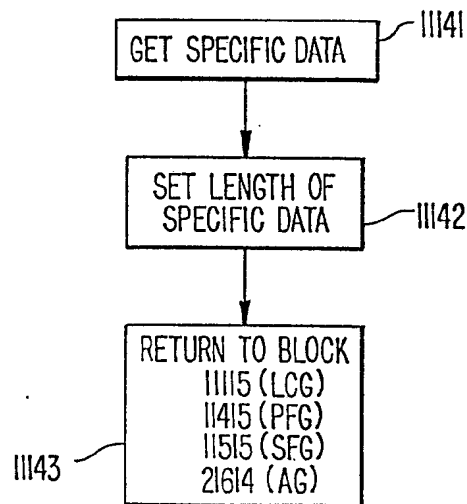 11141
GET SPECIFIC DATA
SET LENGTH OF
SPECIFIC DATA
11142
RETURN TO BLOCK
11115 (LCG)
11415 (PFG)
11515 (SFG)
21614 (AG)
11143